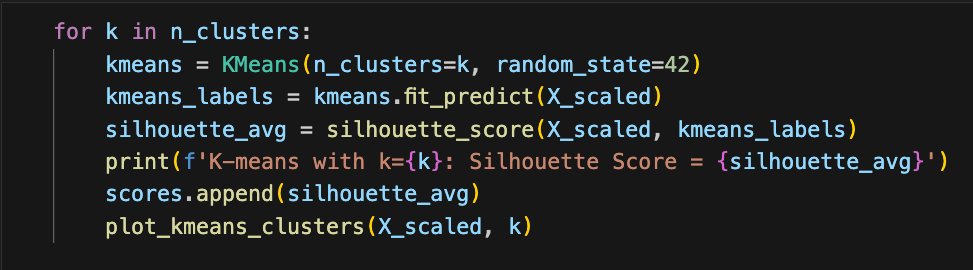 for k in n_clusters:
    kmeans = KMeans(n_clusters=k, random_state=42)
    kmeans_labels = kmeans.fit_predict(X_scaled)
    silhouette_avg = silhouette_score(X_scaled, kmeans_labels)
    print(f'K-means with k={k}: Silhouette Score = {silhouette_avg}')
    scores.append(silhouette_avg)
    plot_kmeans_clusters(X_scaled, k)